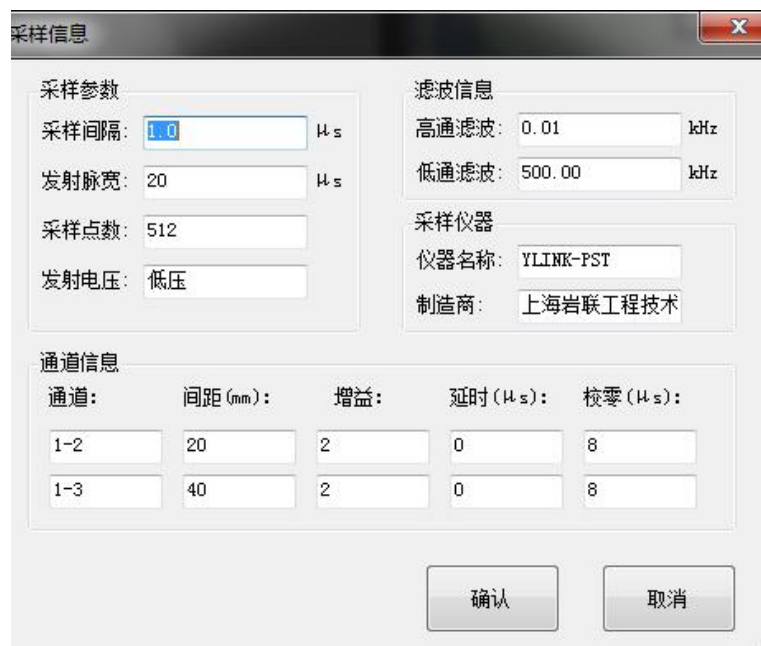 采样信息
采样参数
采样间隔: 1.0 μs
发射脉宽: 20 μs
采样点数: 512
发射电压: 低压
滤波信息
高通滤波: 0.01 kHz
低通滤波: 500.00 kHz
采样仪器
仪器名称: YLINK-PST
制造商: 上海岩联工程技术
通道信息
通道: 间距(mm): 增益: 延时(μs): 校零(μs):
1-2 20 2 0 8
1-3 40 2 0 8
确认 取消